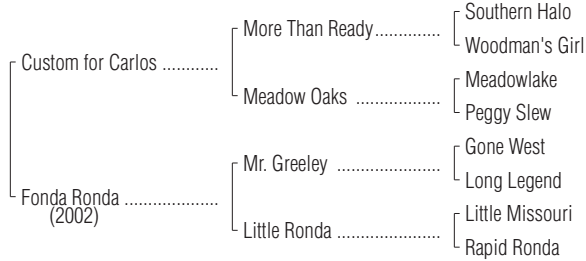 Southern Halo
More Than Ready..................
Woodman's Girl
Custom for Carlos ............
Meadowlake
Meadow Oaks .......................
Peggy Slew
Gone West
Mr. Greeley ............................
Long Legend
Fonda Ronda .........................
(2002)
Little Missouri
Little Ronda ............................
Rapid Ronda